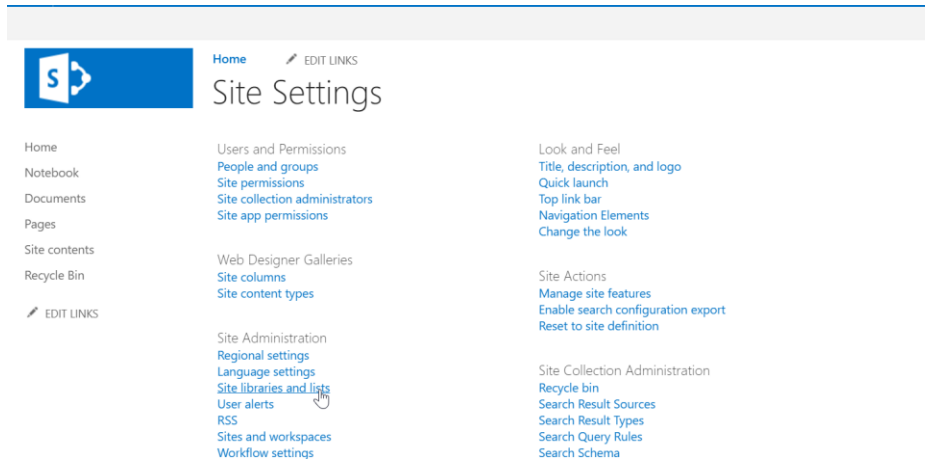 S
Home EDIT LINKS
Site Settings
Home
Notebook
Documents
Pages
Site contents
Recycle Bin
EDIT LINKS
Users and Permissions
People and groups
Site permissions
Site collection administrators
Site app permissions
Web Designer Galleries
Site columns
Site content types
Site Administration
Regional settings
Language settings
Site libraries and lists
User alerts
RSS
Sites and workspaces
Workflow settings
Look and Feel
Title, description, and logo
Quick launch
Top link bar
Navigation Elements
Change the look
Site Actions
Manage site features
Enable search configuration export
Reset to site definition
Site Collection Administration
Recycle bin
Search Result Sources
Search Result Types
Search Query Rules
Search Schema